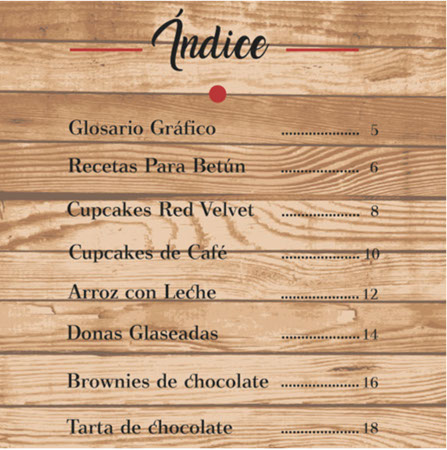 Índice
Glosario Gráfico .................... 5
Recetas Para Betún .................... 6
Cupcakes Red Velvet .................... 8
Cupcakes de Café .................... 10
Arroz con Leche .................... 12
Donas Glaseadas .................... 14
Brownies de chocolate .................... 16
Tarta de chocolate .................... 18